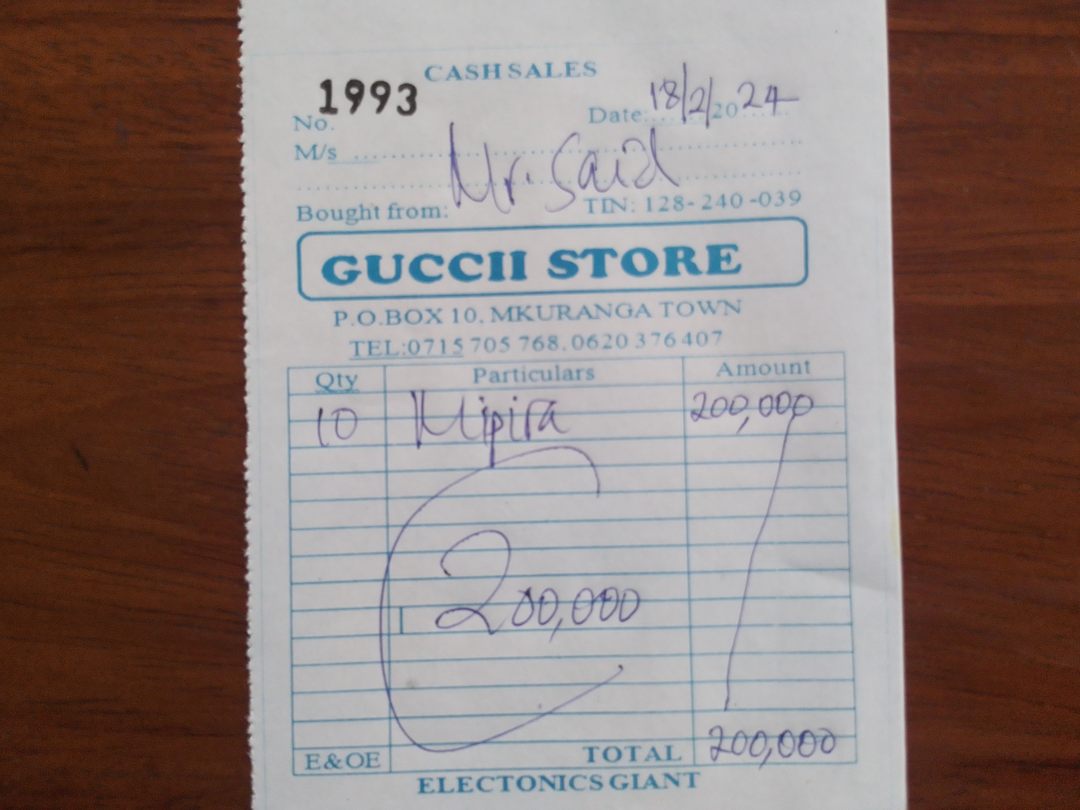 CASH SALES
No. 1993 Date: 18/2/2024
M/s Mr. Said
Bought from: TIN: 128-240-039
GUCCII STORE
P.O.BOX 10, MKURANGA TOWN
TEL:0715 705 768, 0620 376 407
Qty Particulars Amount
10 Mipira 200,000
200,000
E&OE TOTAL 200,000
ELECTONICS GIANT